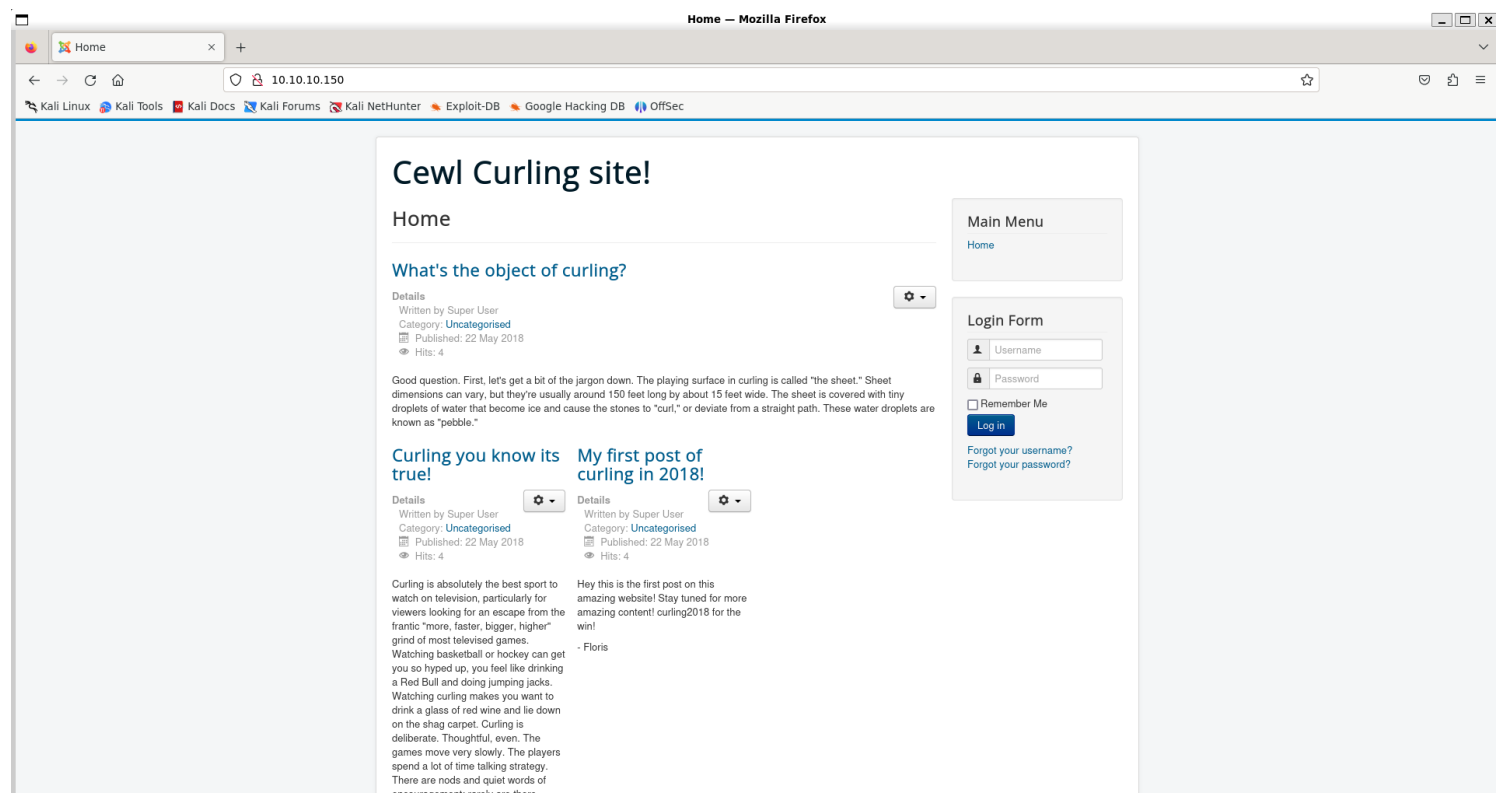 Home — Mozilla Firefox
Home
10.10.10.150
Kali Linux Kali Tools Kali Docs Kali Forums Kali NetHunter Exploit-DB Google Hacking DB OffSec
Cewl Curling site!
Home
What's the object of curling?
Details
Written by Super User
Category: Uncategorised
Published: 22 May 2018
Hits: 4
Good question. First, let's get a bit of the jargon down. The playing surface in curling is called "the sheet." Sheet
dimensions can vary, but they're usually around 150 feet long by about 15 feet wide. The sheet is covered with tiny
droplets of water that become ice and cause the stones to "curl," or deviate from a straight path. These water droplets are
known as "pebble."
Curling you know its
true!
Details
Written by Super User
Category: Uncategorised
Published: 22 May 2018
Hits: 4
Curling is absolutely the best sport to
watch on television, particularly for
viewers looking for an escape from the
frantic "more, faster, bigger, higher"
grind of most televised games.
Watching basketball or hockey can get
you so hyped up, you feel like drinking
a Red Bull and doing jumping jacks.
Watching curling makes you want to
drink a glass of red wine and lie down
on the shag carpet. Curling is
deliberate. Thoughtful, even. The
games move very slowly. The players
spend a lot of time talking strategy.
There are nods and quiet words of
My first post of
curling in 2018!
Details
Written by Super User
Category: Uncategorised
Published: 22 May 2018
Hits: 4
Hey this is the first post on this
amazing website! Stay tuned for more
amazing content! curling2018 for the
win!
- Floris
Main Menu
Home
Login Form
Username
Password
Remember Me
Log in
Forgot your username?
Forgot your password?